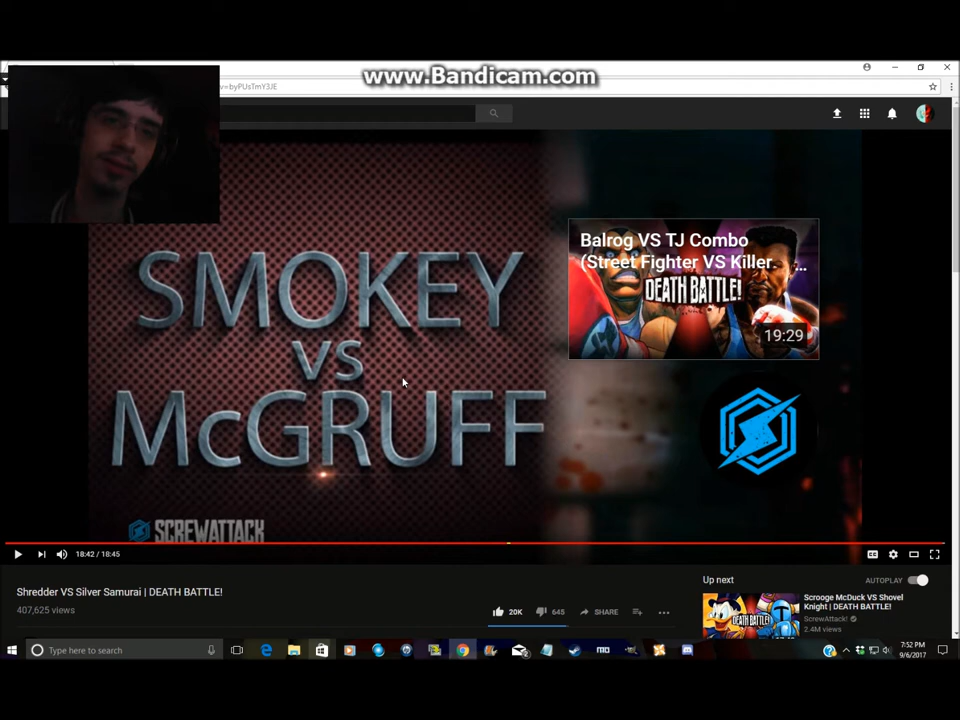 www.Bandicam.com
v=byPUsTmY3JE
SMOKEY
VS
McGRUFF
SCREWATTACK
Balrog VS TJ Combo
(Street Fighter VS Killer ...
DEATH BATTLE!
19:29
18:42 / 18:45
Shredder VS Silver Samurai | DEATH BATTLE!
407,625 views
20K
645
SHARE
Up next
AUTOPLAY
DEATH BATTLE!
Scrooge McDuck VS Shovel
Knight | DEATH BATTLE!
ScrewAttack!
2.4M views
Type here to search
7:52 PM
9/6/2017